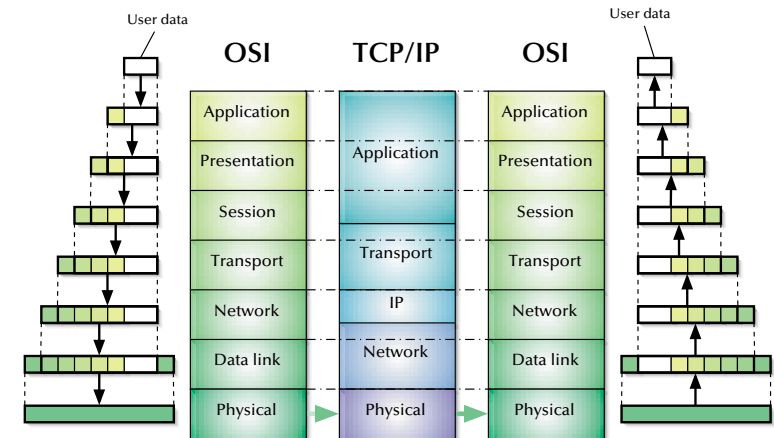 User data
User data
OSI
TCP/IP
OSI
Application
Presentation
Session
Transport
Network
Data link
Physical
Application
Transport
IP
Network
Physical
Application
Presentation
Session
Transport
Network
Data link
Physical